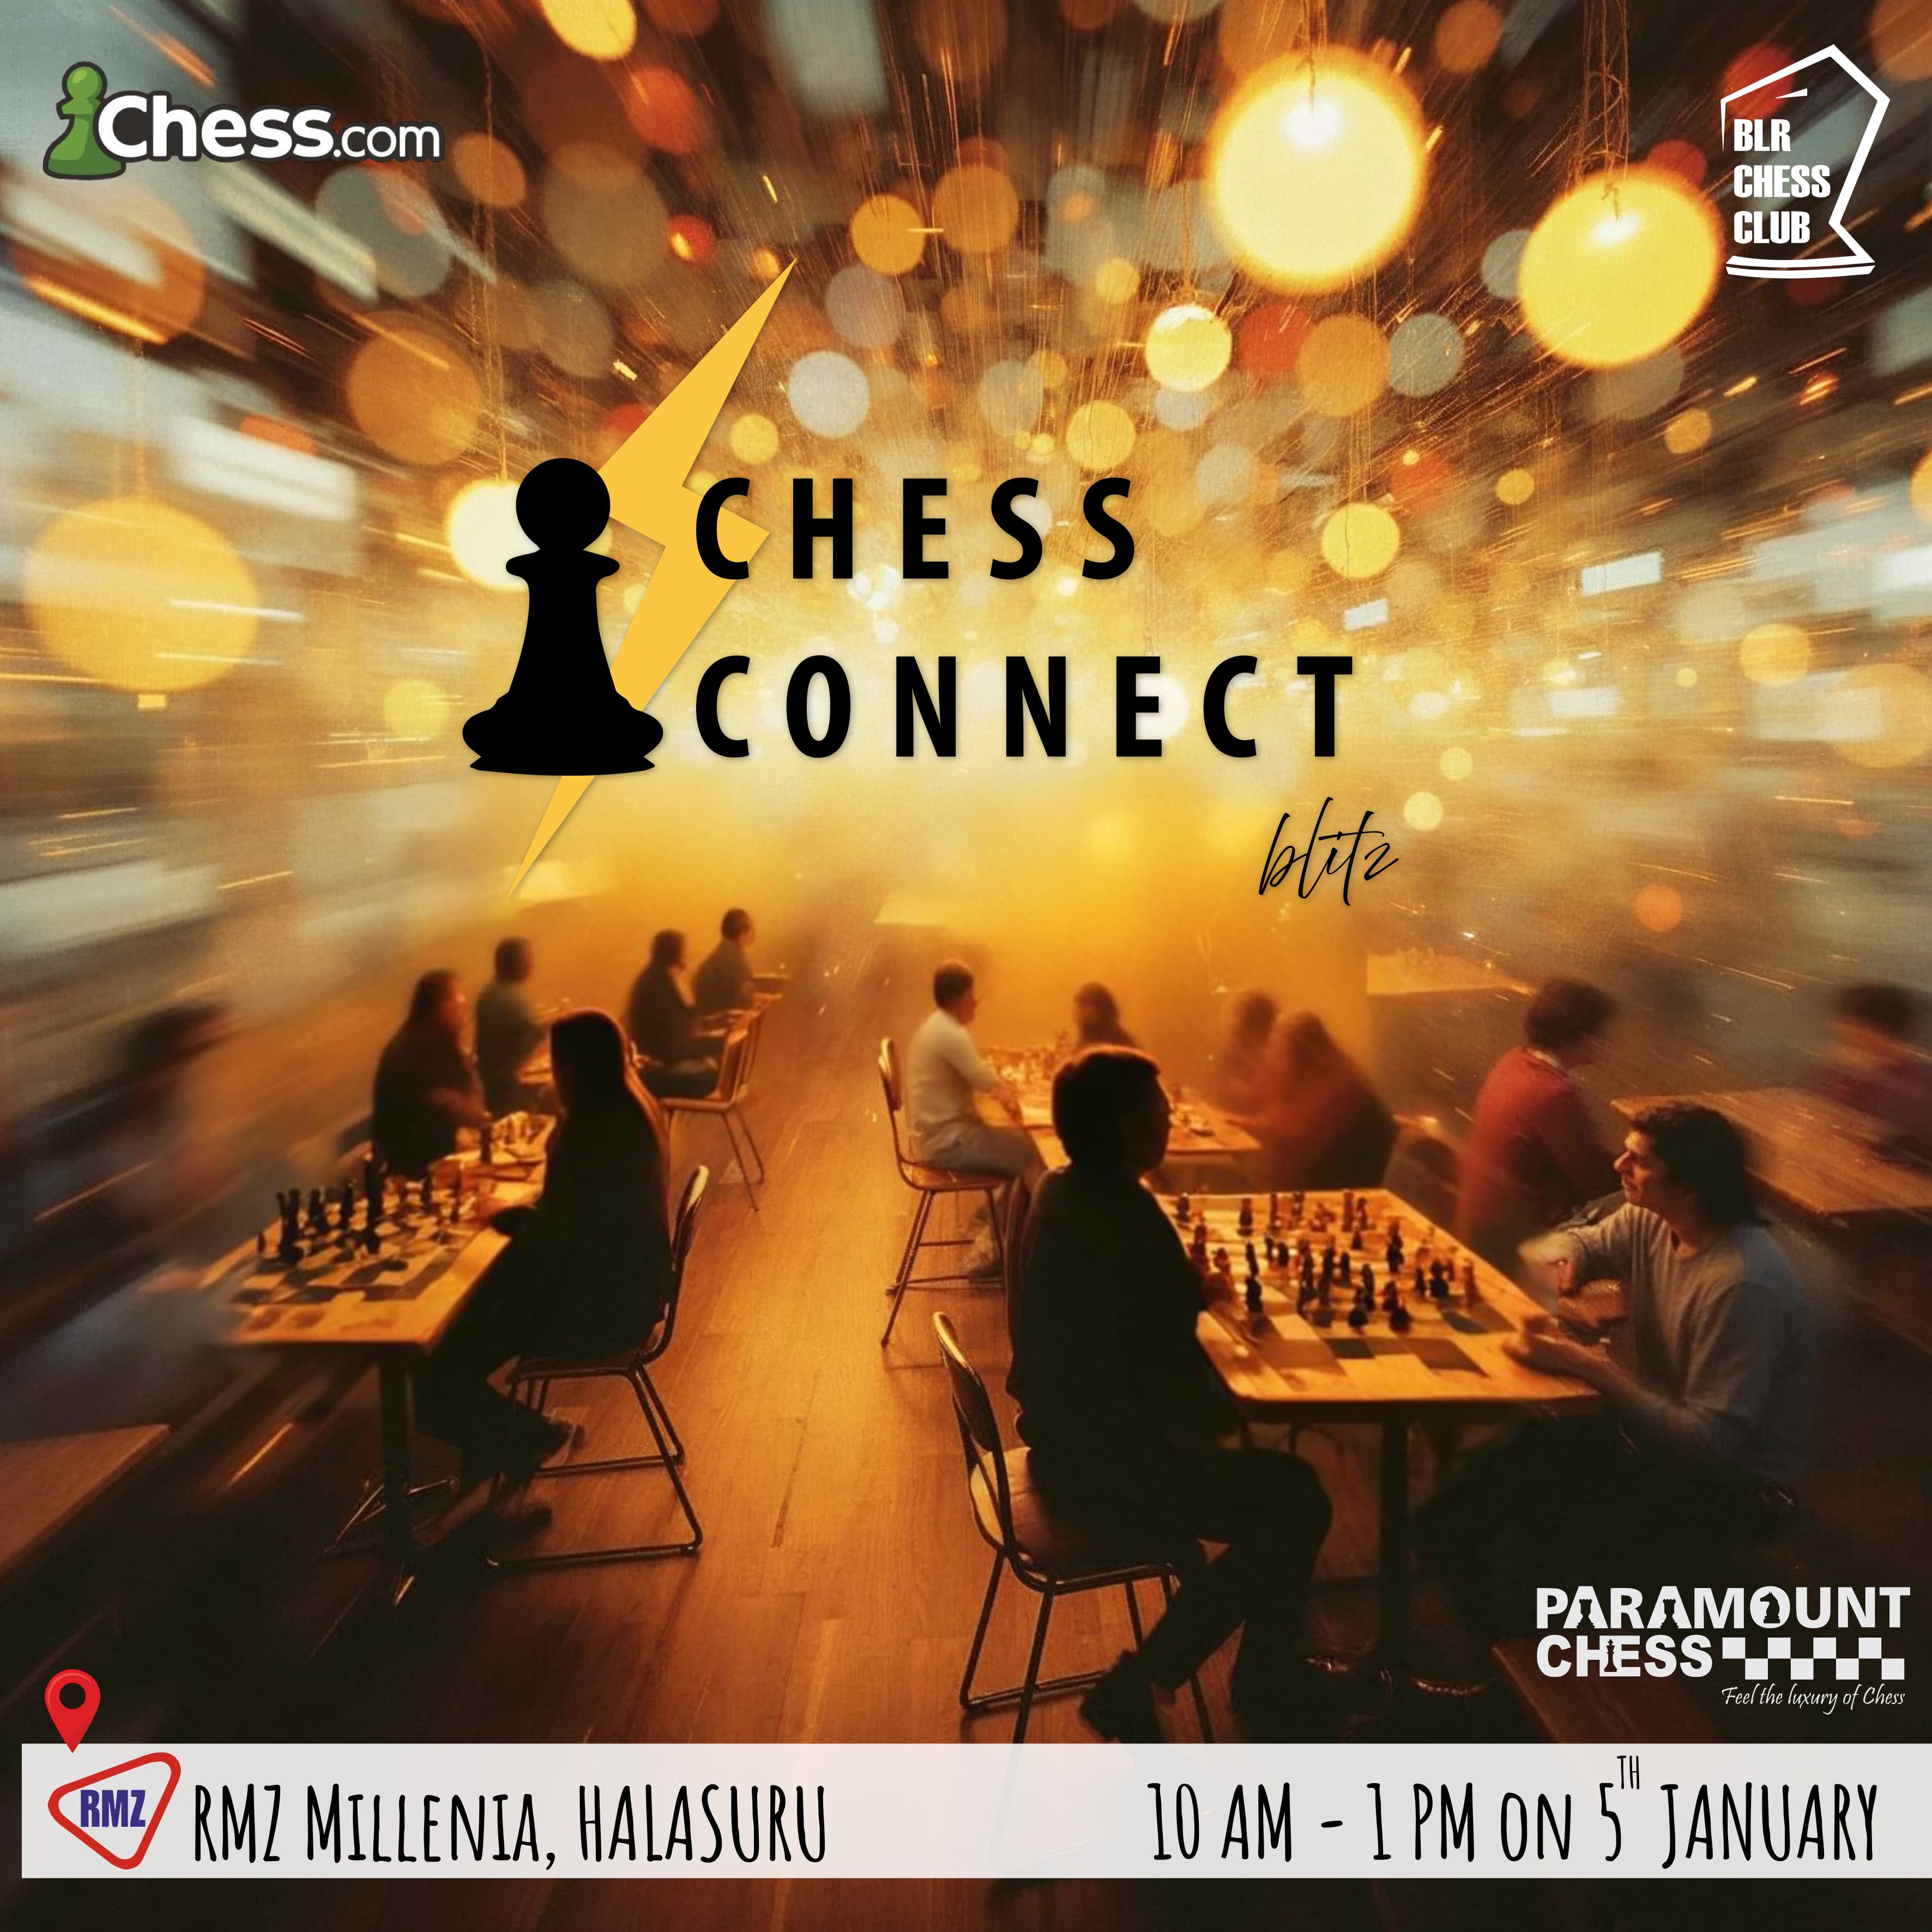 Chess.com
BLR
CHESS
CLUB
CHESS
CONNECT
blitz
PARAMOUNT
CHESS
Feel the luxury of Chess
RMZ
RMZ MILLENIA, HALASURU
10 AM - 1 PM ON 5TH JANUARY